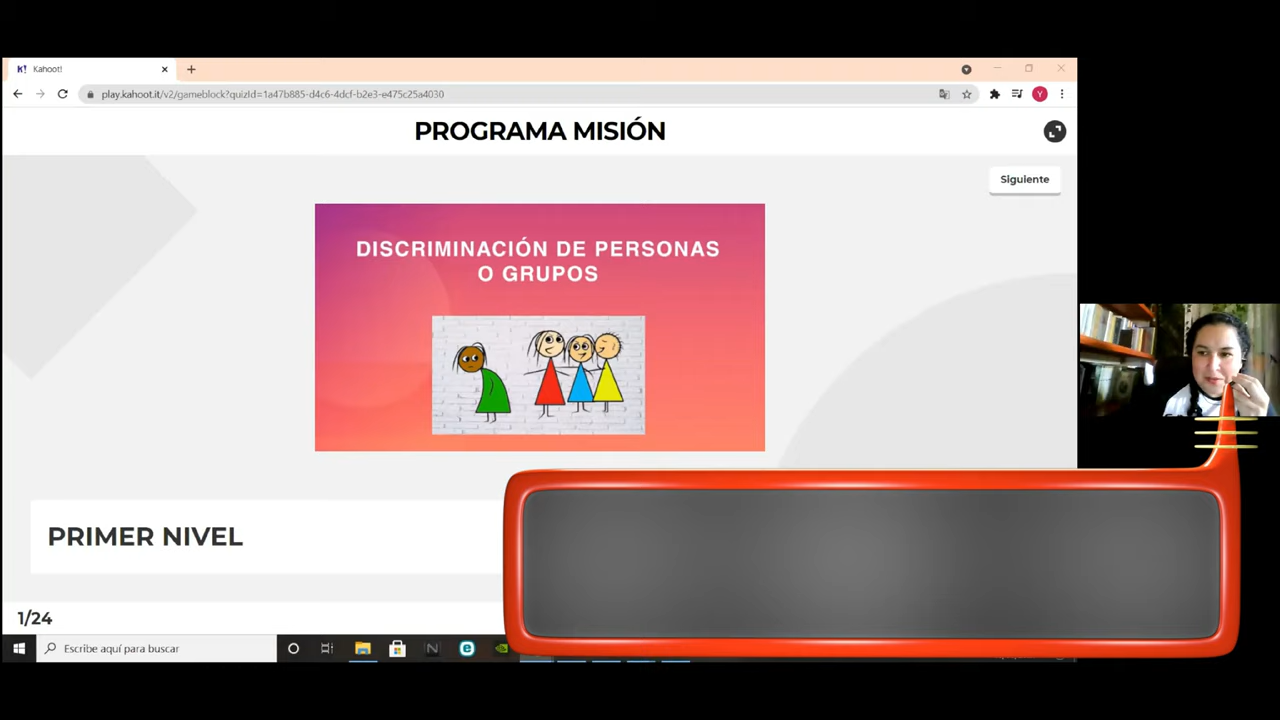 K! Kahoot!
play.kahoot.it/v2/gameblock?quizId=1a47b885-d4c6-4dcf-b2e3-e475c25a4030
Y
PROGRAMA MISIÓN
Siguiente
DISCRIMINACIÓN DE PERSONAS
O GRUPOS
PRIMER NIVEL
1/24
Escribe aquí para buscar